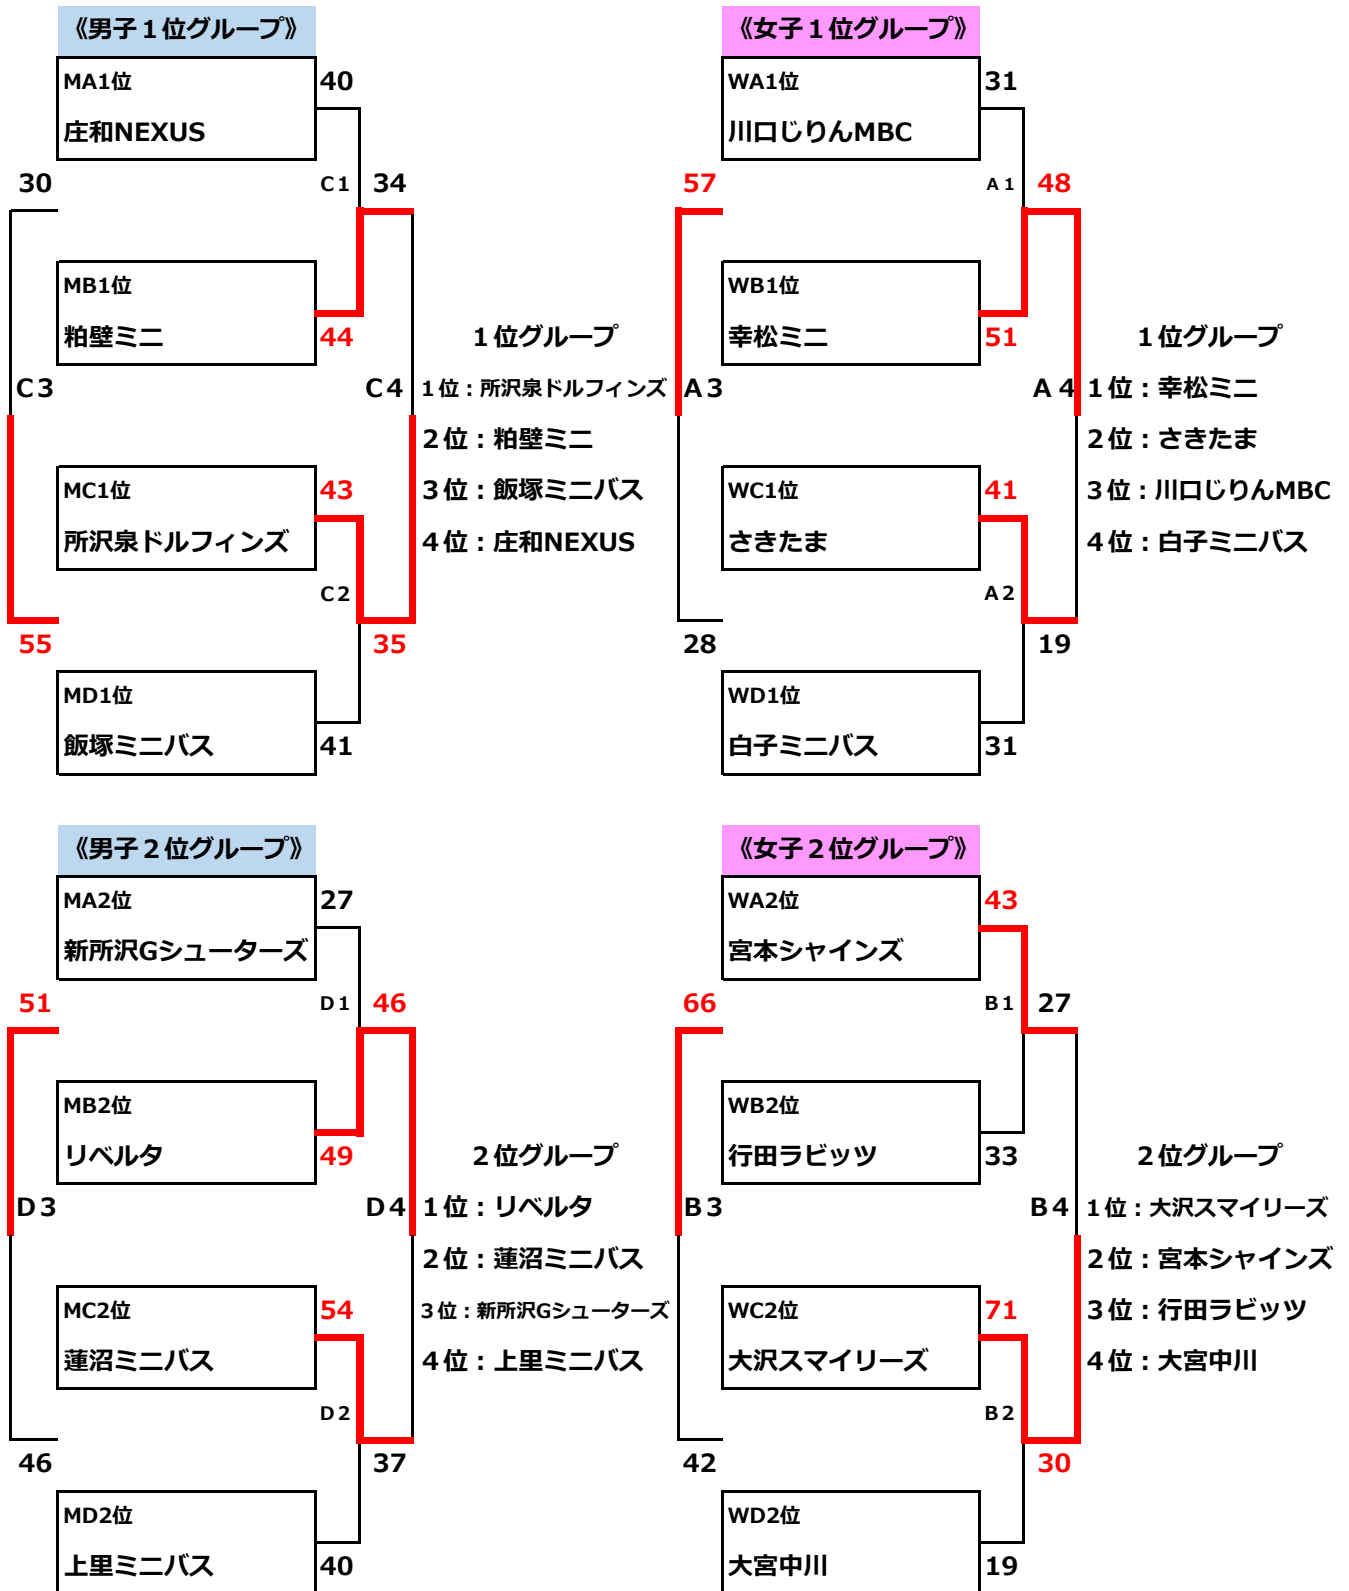 《男子１位グループ》
MA1位
40
庄和NEXUS
30
C１
34
MB1位
粕壁ミニ
44
１位グループ
C３
C４
１位：所沢泉ドルフィンズ
２位：粕壁ミニ
MC1位
43
３位：飯塚ミニバス
所沢泉ドルフィンズ
４位：庄和NEXUS
C２
55
35
MD1位
飯塚ミニバス
41
《女子１位グループ》
WA1位
31
川口じりんMBC
57
A１
48
WB1位
幸松ミニ
51
１位グループ
A３
A４
１位：幸松ミニ
２位：さきたま
WC1位
41
３位：川口じりんMBC
さきたま
４位：白子ミニバス
A２
28
19
WD1位
白子ミニバス
31
《男子２位グループ》
MA2位
27
新所沢Gシューターズ
51
D１
46
MB2位
リベルタ
49
２位グループ
D３
D４
１位：リベルタ
２位：蓮沼ミニバス
MC2位
54
３位：新所沢Gシューターズ
蓮沼ミニバス
４位：上里ミニバス
D２
46
37
MD2位
上里ミニバス
40
《女子２位グループ》
WA2位
43
宮本シャインズ
66
B１
27
WB2位
行田ラビッツ
33
２位グループ
B３
B４
１位：大沢スマイリーズ
２位：宮本シャインズ
WC2位
71
３位：行田ラビッツ
大沢スマイリーズ
４位：大宮中川
B２
42
30
WD2位
大宮中川
19